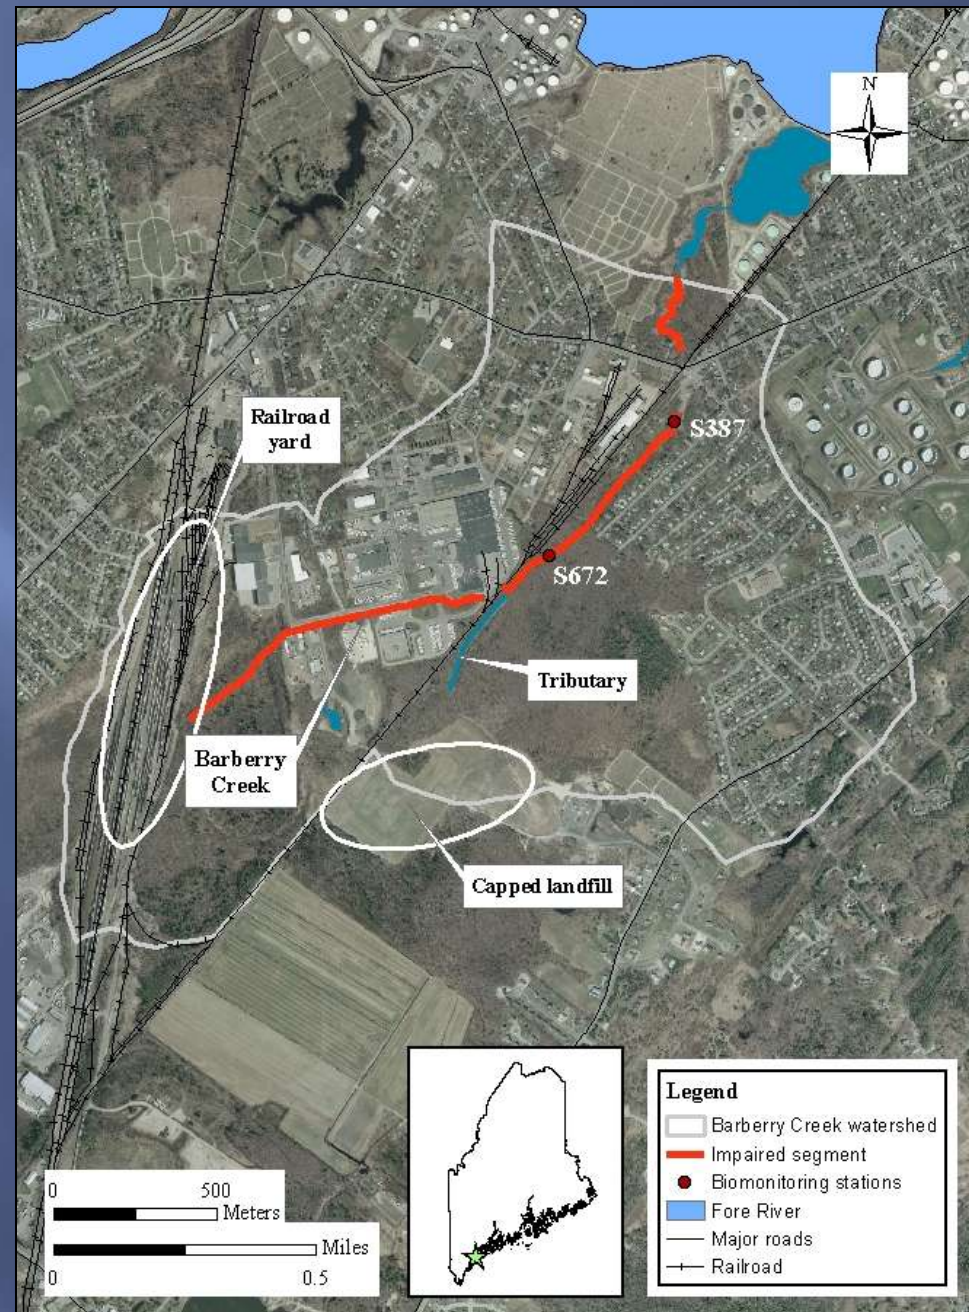 N
Railroad
yard
S387
S672
Tributary
Barberry
Creek
Capped landfill
0 500
Meters
Miles
0 0.5
Legend
Barberry Creek watershed
Impaired segment
Biomonitoring stations
Fore River
Major roads
Railroad